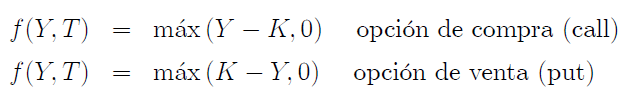 f(Y, T) = máx (Y − K, 0) opción de compra (call)
f(Y, T) = máx (K − Y, 0) opción de venta (put)